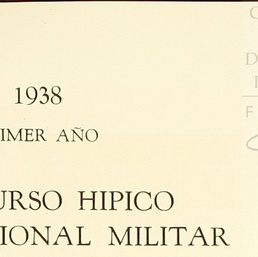 1938
IMER AÑO
URSO HIPICO
IONAL MILITAR